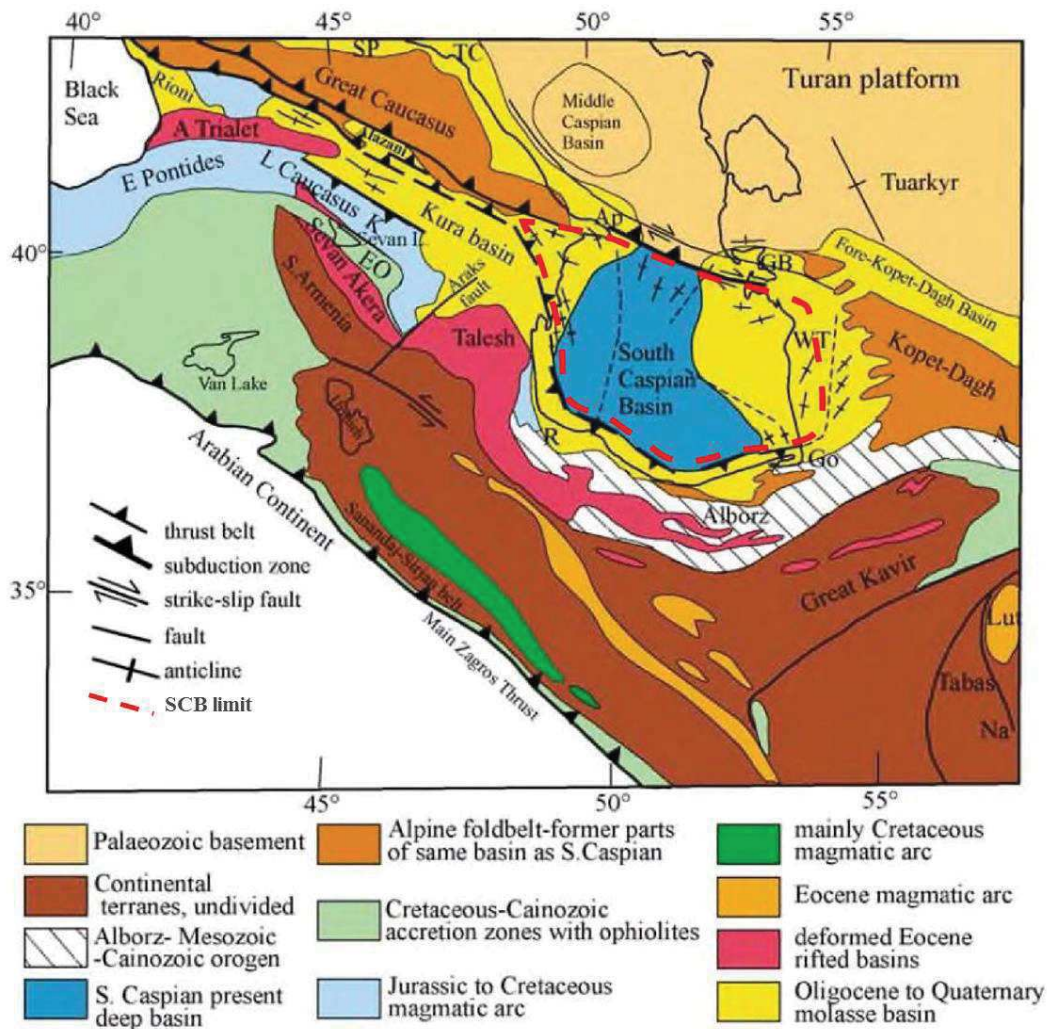 40°
45°
50°
55°
Black
Sea
Rioni
SP
TC
Great Caucasus
Middle
Caspian
Basin
Turan platform
A Trialet
Alazani
Tuarkyr
E Pontides
L Caucasus K
Kura basin
Ap
40°
Sevan L.
Sevan Akera
EO
GB
Fore-Kopet-Dagh Basin
S.Armenia
Araks
fault
Talesh
South
Caspian
Basin
WT
Kopet-Dagh
Van Lake
R
Go
A
Arabian Continent
Alborz
thrust belt
subduction zone
strike-slip fault
fault
anticline
SCB limit
Sanandaj-Sirjan belt
Main Zagros Thrust
Great Kavir
35°
Lut
Tabas
Na
45°
50°
55°
Palaeozoic basement
Continental
terranes, undivided
Alborz- Mesozoic
-Cainozoic orogen
S. Caspian present
deep basin
Alpine foldbelt-former parts
of same basin as S.Caspian
Cretaceous-Cainozoic
accretion zones with ophiolites
Jurassic to Cretaceous
magmatic arc
mainly Cretaceous
magmatic arc
Eocene magmatic arc
deformed Eocene
rifted basins
Oligocene to Quaternary
molasse basin